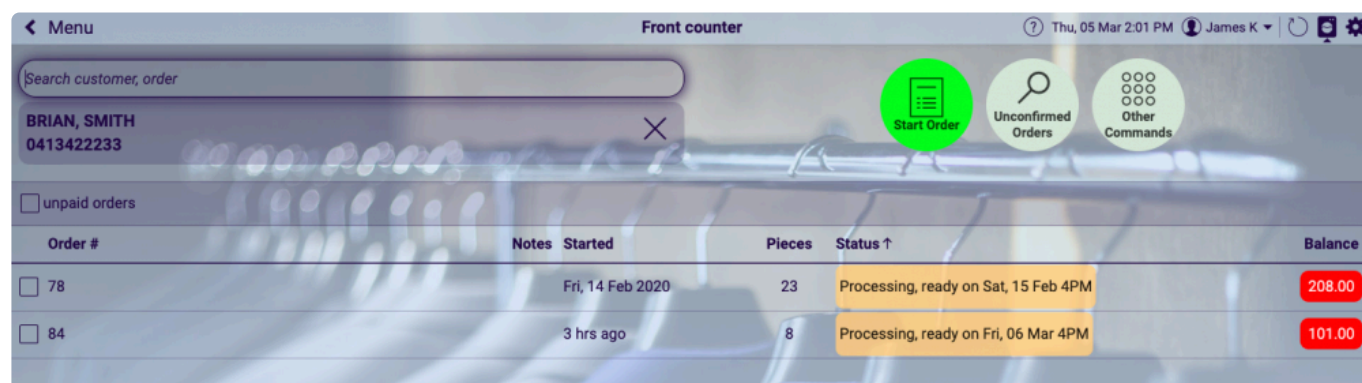 Menu
Front counter
Thu, 05 Mar 2:01 PM James K
Search customer, order
BRIAN, SMITH
0413422233
Start Order
Unconfirmed
Orders
Other
Commands
unpaid orders
Order # Notes Started Pieces Status ↑ Balance
78 Fri, 14 Feb 2020 23 Processing, ready on Sat, 15 Feb 4PM 208.00
84 3 hrs ago 8 Processing, ready on Fri, 06 Mar 4PM 101.00